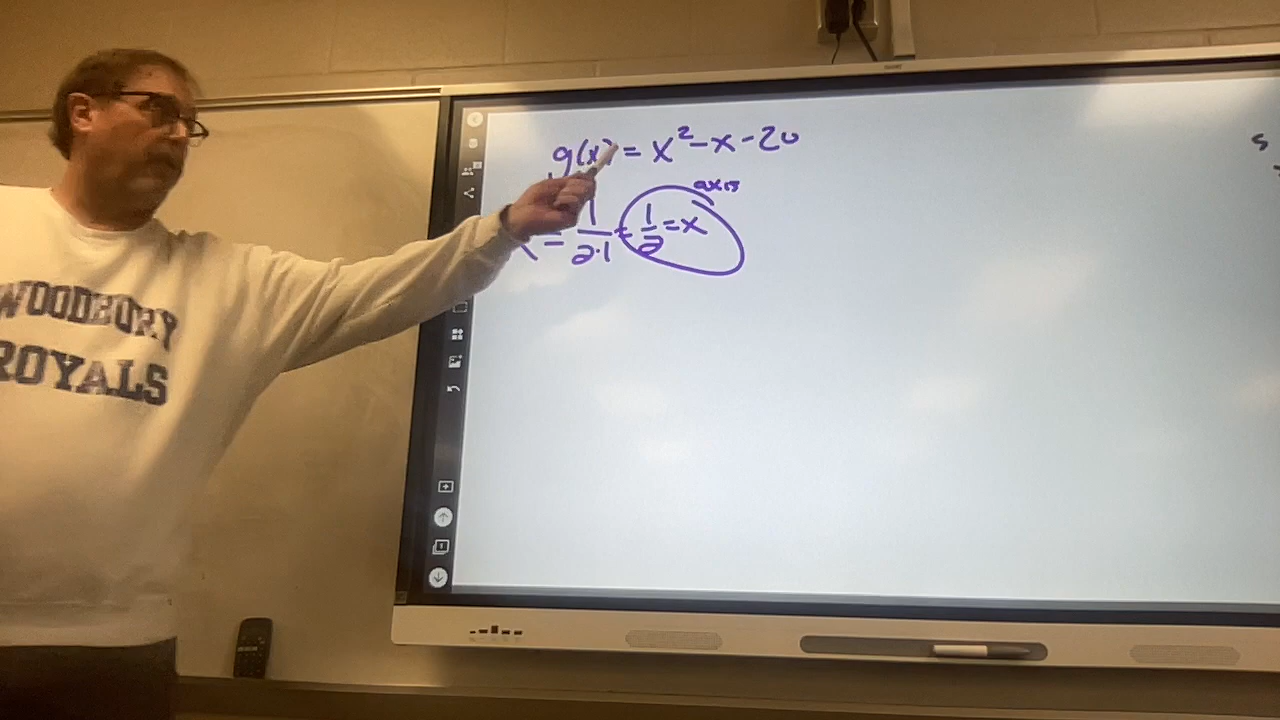 g(x) = x² - x - 20
axis
x = 1/2·1 = 1/2 = x
WOODBURY
ROYALS